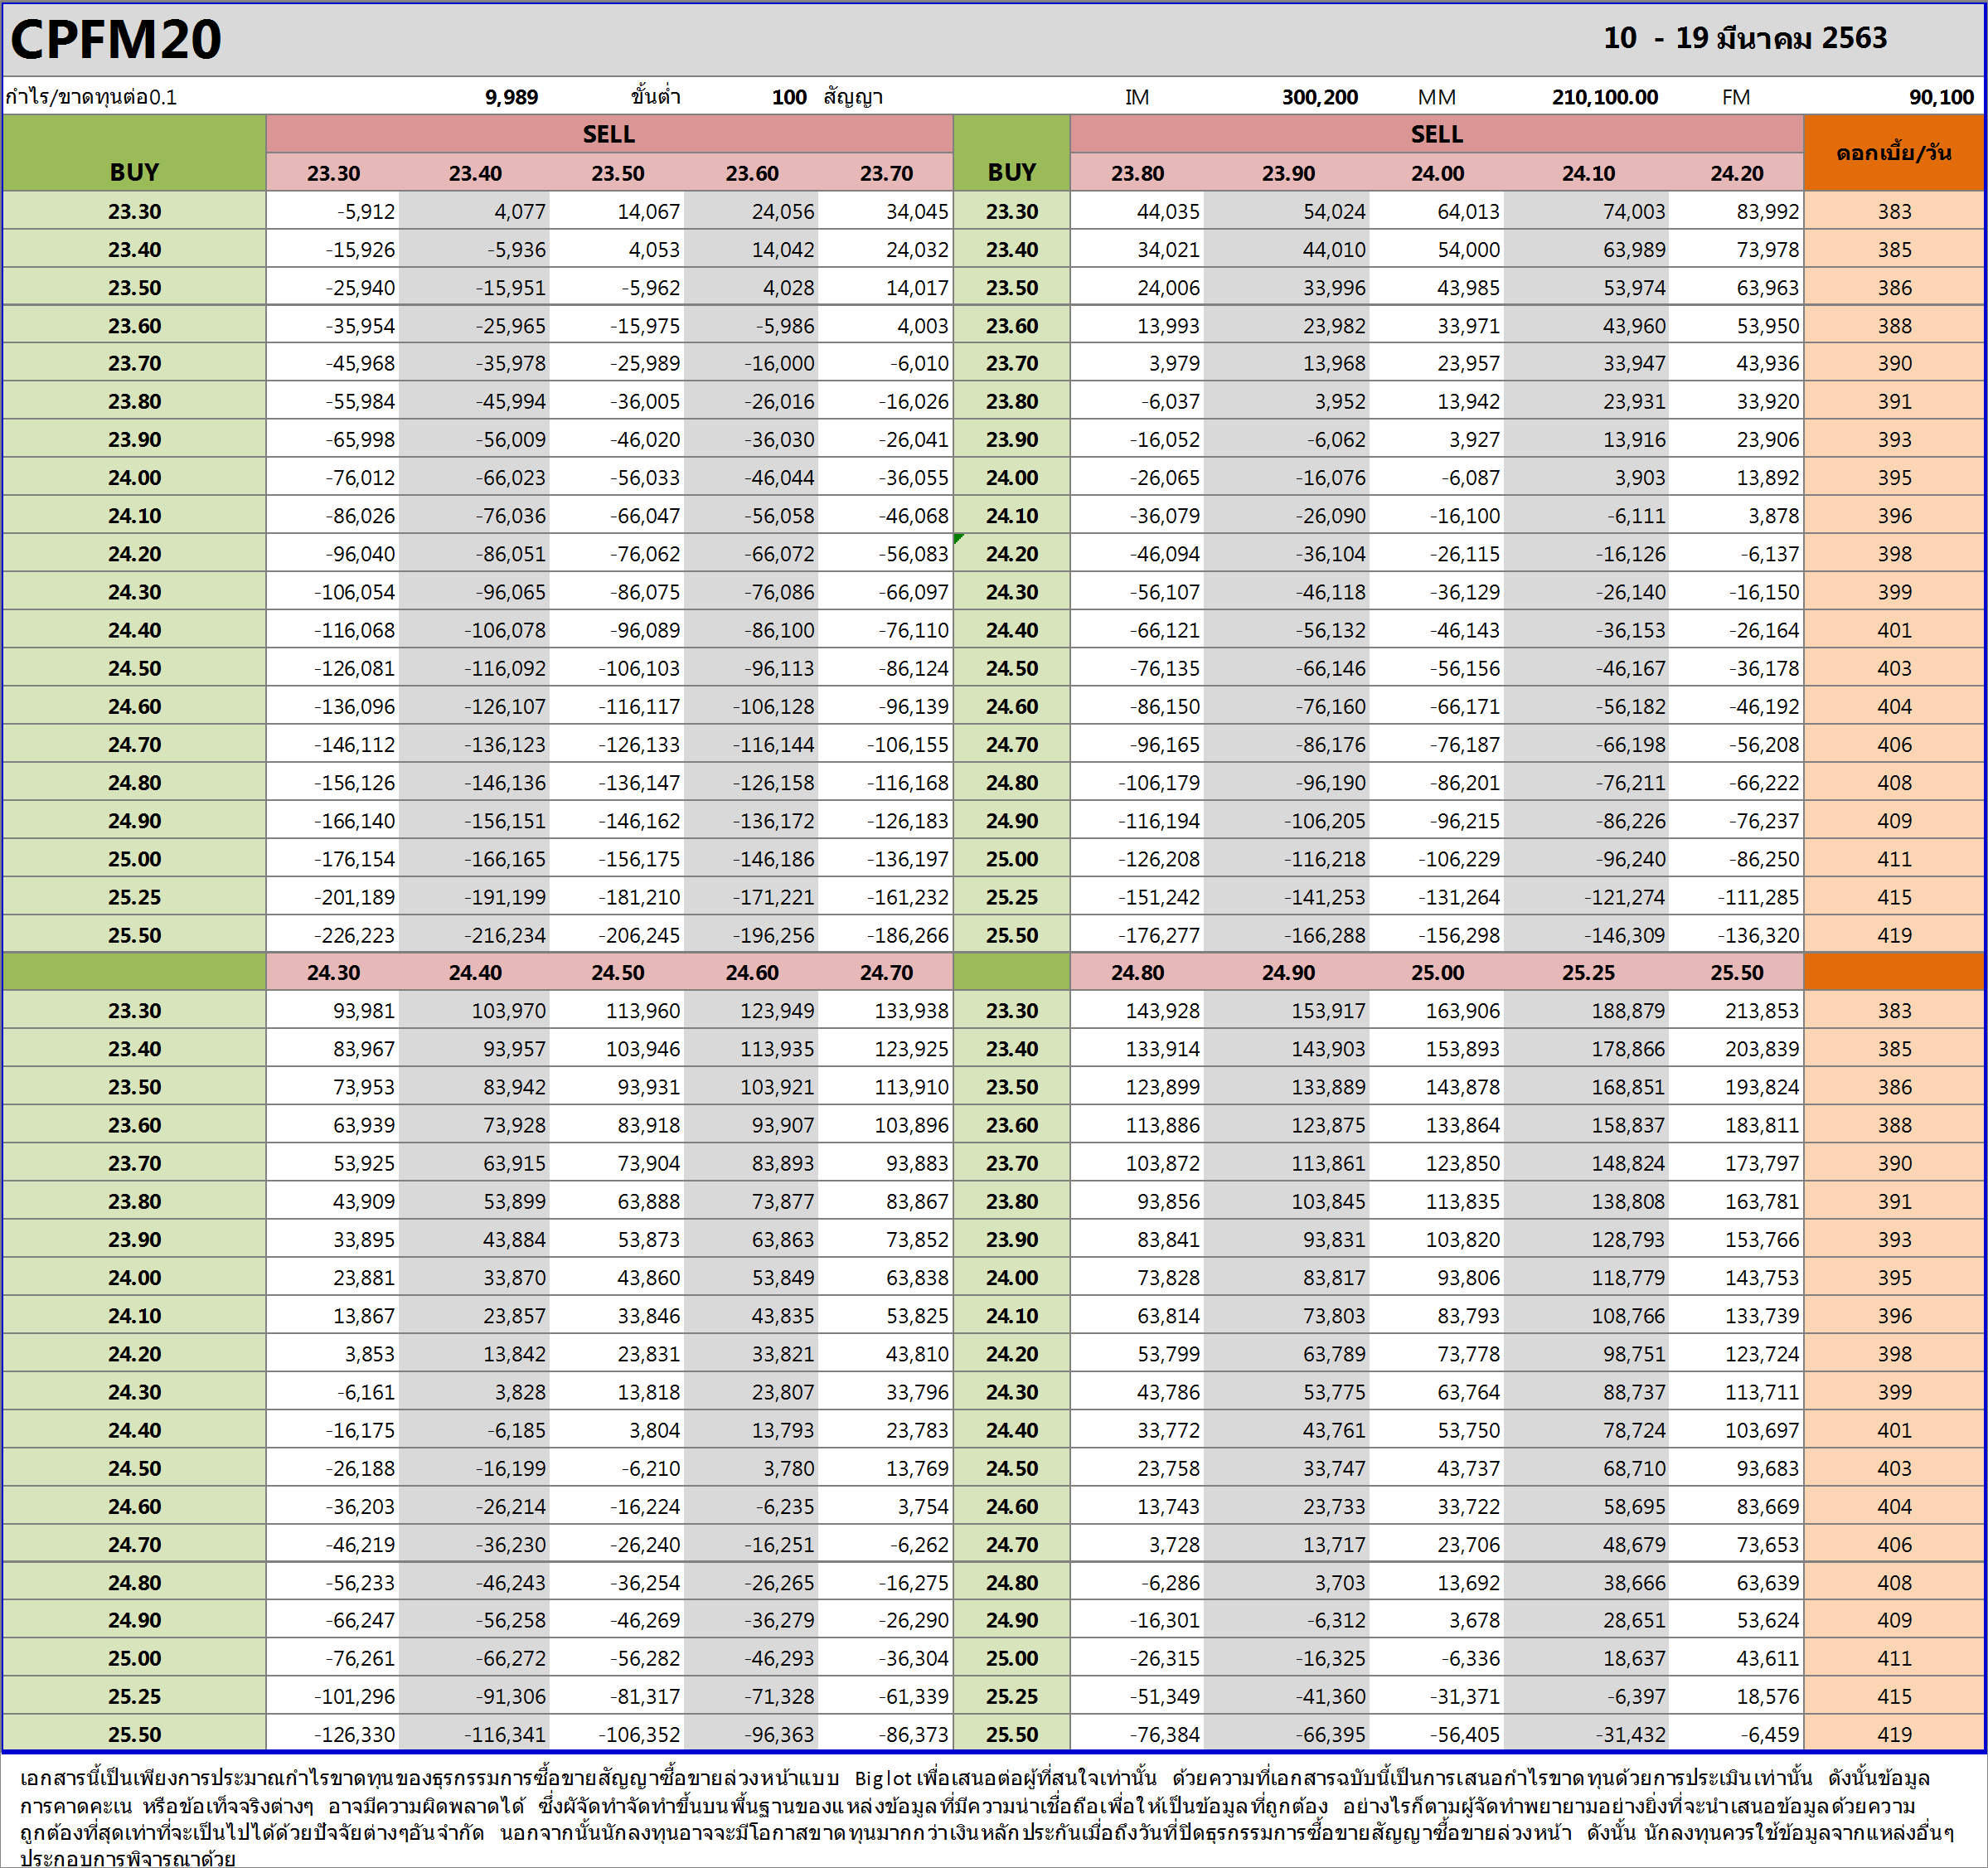 CPFM20 10 - 19 มีนาคม 2563
กำไร/ขาดทุนต่อ0.1 9,989 ขั้นต่ำ 100 สัญญา IM 300,200 MM 210,100.00 FM 90,100
SELL SELL
BUY BUY ดอกเบี้ย/วัน
23.30 23.40 23.50 23.60 23.70 23.80 23.90 24.00 24.10 24.20
23.30 -5,912 4,077 14,067 24,056 34,045 23.30 44,035 54,024 64,013 74,003 83,992 383
23.40 -15,926 -5,936 4,053 14,042 24,032 23.40 34,021 44,010 54,000 63,989 73,978 385
23.50 -25,940 -15,951 -5,962 4,028 14,017 23.50 24,006 33,996 43,985 53,974 63,963 386
23.60 -35,954 -25,965 -15,975 -5,986 4,003 23.60 13,993 23,982 33,971 43,960 53,950 388
23.70 -45,968 -35,978 -25,989 -16,000 -6,010 23.70 3,979 13,968 23,957 33,947 43,936 390
23.80 -55,984 -45,994 -36,005 -26,016 -16,026 23.80 -6,037 3,952 13,942 23,931 33,920 391
23.90 -65,998 -56,009 -46,020 -36,030 -26,041 23.90 -16,052 -6,062 3,927 13,916 23,906 393
24.00 -76,012 -66,023 -56,033 -46,044 -36,055 24.00 -26,065 -16,076 -6,087 3,903 13,892 395
24.10 -86,026 -76,036 -66,047 -56,058 -46,068 24.10 -36,079 -26,090 -16,100 -6,111 3,878 396
24.20 -96,040 -86,051 -76,062 -66,072 -56,083 24.20 -46,094 -36,104 -26,115 -16,126 -6,137 398
24.30 -106,054 -96,065 -86,075 -76,086 -66,097 24.30 -56,107 -46,118 -36,129 -26,140 -16,150 399
24.40 -116,068 -106,078 -96,089 -86,100 -76,110 24.40 -66,121 -56,132 -46,143 -36,153 -26,164 401
24.50 -126,081 -116,092 -106,103 -96,113 -86,124 24.50 -76,135 -66,146 -56,156 -46,167 -36,178 403
24.60 -136,096 -126,107 -116,117 -106,128 -96,139 24.60 -86,150 -76,160 -66,171 -56,182 -46,192 404
24.70 -146,112 -136,123 -126,133 -116,144 -106,155 24.70 -96,165 -86,176 -76,187 -66,198 -56,208 406
24.80 -156,126 -146,136 -136,147 -126,158 -116,168 24.80 -106,179 -96,190 -86,201 -76,211 -66,222 408
24.90 -166,140 -156,151 -146,162 -136,172 -126,183 24.90 -116,194 -106,205 -96,215 -86,226 -76,237 409
25.00 -176,154 -166,165 -156,175 -146,186 -136,197 25.00 -126,208 -116,218 -106,229 -96,240 -86,250 411
25.25 -201,189 -191,199 -181,210 -171,221 -161,232 25.25 -151,242 -141,253 -131,264 -121,274 -111,285 415
25.50 -226,223 -216,234 -206,245 -196,256 -186,266 25.50 -176,277 -166,288 -156,298 -146,309 -136,320 419
24.30 24.40 24.50 24.60 24.70 24.80 24.90 25.00 25.25 25.50
23.30 93,981 103,970 113,960 123,949 133,938 23.30 143,928 153,917 163,906 188,879 213,853 383
23.40 83,967 93,957 103,946 113,935 123,925 23.40 133,914 143,903 153,893 178,866 203,839 385
23.50 73,953 83,942 93,931 103,921 113,910 23.50 123,899 133,889 143,878 168,851 193,824 386
23.60 63,939 73,928 83,918 93,907 103,896 23.60 113,886 123,875 133,864 158,837 183,811 388
23.70 53,925 63,915 73,904 83,893 93,883 23.70 103,872 113,861 123,850 148,824 173,797 390
23.80 43,909 53,899 63,888 73,877 83,867 23.80 93,856 103,845 113,835 138,808 163,781 391
23.90 33,895 43,884 53,873 63,863 73,852 23.90 83,841 93,831 103,820 128,793 153,766 393
24.00 23,881 33,870 43,860 53,849 63,838 24.00 73,828 83,817 93,806 118,779 143,753 395
24.10 13,867 23,857 33,846 43,835 53,825 24.10 63,814 73,803 83,793 108,766 133,739 396
24.20 3,853 13,842 23,831 33,821 43,810 24.20 53,799 63,789 73,778 98,751 123,724 398
24.30 -6,161 3,828 13,818 23,807 33,796 24.30 43,786 53,775 63,764 88,737 113,711 399
24.40 -16,175 -6,185 3,804 13,793 23,783 24.40 33,772 43,761 53,750 78,724 103,697 401
24.50 -26,188 -16,199 -6,210 3,780 13,769 24.50 23,758 33,747 43,737 68,710 93,683 403
24.60 -36,203 -26,214 -16,224 -6,235 3,754 24.60 13,743 23,733 33,722 58,695 83,669 404
24.70 -46,219 -36,230 -26,240 -16,251 -6,262 24.70 3,728 13,717 23,706 48,679 73,653 406
24.80 -56,233 -46,243 -36,254 -26,265 -16,275 24.80 -6,286 3,703 13,692 38,666 63,639 408
24.90 -66,247 -56,258 -46,269 -36,279 -26,290 24.90 -16,301 -6,312 3,678 28,651 53,624 409
25.00 -76,261 -66,272 -56,282 -46,293 -36,304 25.00 -26,315 -16,325 -6,336 18,637 43,611 411
25.25 -101,296 -91,306 -81,317 -71,328 -61,339 25.25 -51,349 -41,360 -31,371 -6,397 18,576 415
25.50 -126,330 -116,341 -106,352 -96,363 -86,373 25.50 -76,384 -66,395 -56,405 -31,432 -6,459 419
เอกสารนี้เป็นเพียงการประมาณกำไรขาดทุนของธุรกรรมการซื้อขายสัญญาซื้อขายล่วงหน้าแบบ Biglot เพื่อเสนอต่อผู้ที่สนใจเท่านั้น ด้วยความที่เอกสารฉบับนี้เป็นการเสนอกำไรขาดทุนด้วยการประเมินเท่านั้น ดังนั้นข้อมูล
การคาดคะเน หรือข้อเท็จจริงต่างๆ อาจมีความผิดพลาดได้ ซึ่งผัจัดทำจัดทำขึ้นบนพื้นฐานของแหล่งข้อมูลที่มีความน่าเชื่อถือเพื่อให้เป็นข้อมูลที่ถูกต้อง อย่างไรก็ตามผู้จัดทำพยายามอย่างยิ่งที่จะนำเสนอข้อมูลด้วยความ
ถูกต้องที่สุดเท่าที่จะเป็นไปได้ด้วยปัจจัยต่างๆอันจำกัด นอกจากนั้นนักลงทุนอาจจะมีโอกาสขาดทุนมากกว่าเงินหลักประกันเมื่อถึงวันที่ปิดธุรกรรมการซื้อขายสัญญาซื้อขายล่วงหน้า ดังนั้น นักลงทุนควรใช้ข้อมูลจากแหล่งอื่นๆ
ประกอบการพิจารณาด้วย